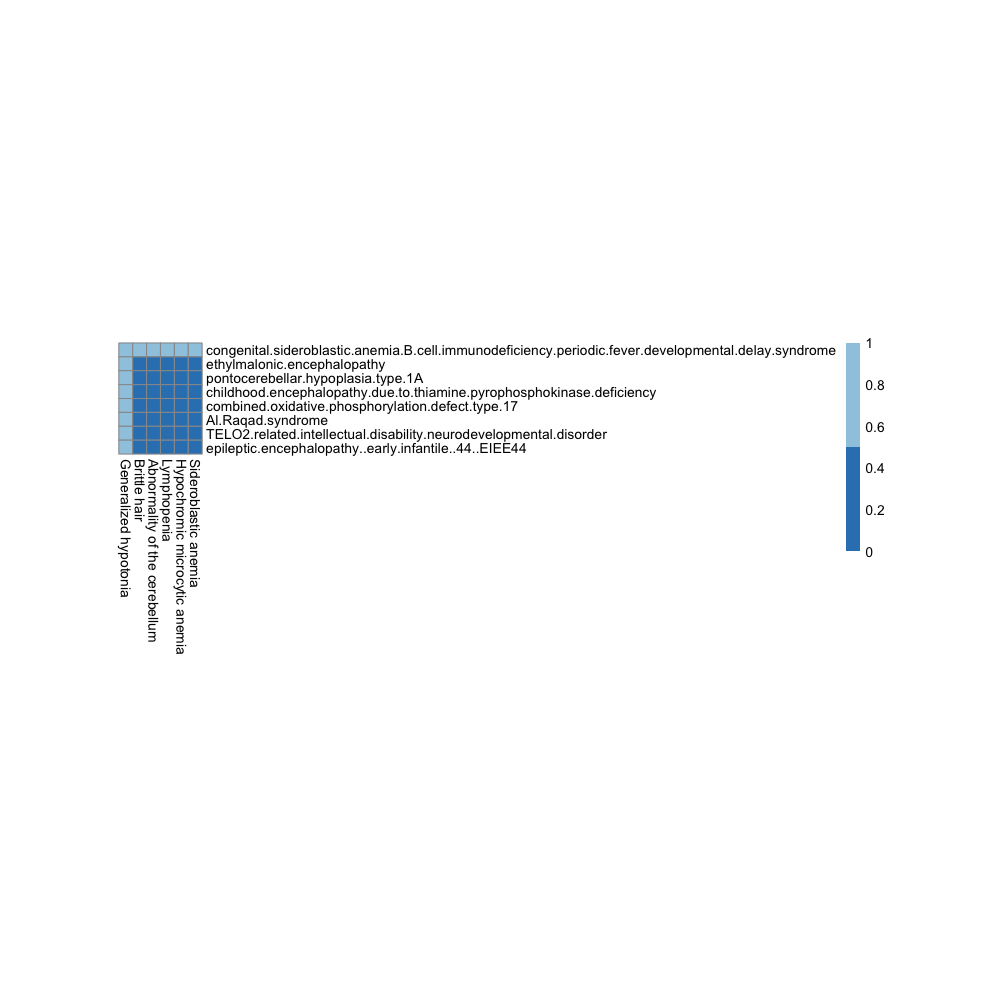 congenital.sideroblastic.anemia.B.cell.immunodeficiency.periodic.fever.developmental.delay.syndrome
ethylmalonic.encephalopathy
pontocerebellar.hypoplasia.type.1A
childhood.encephalopathy.due.to.thiamine.pyrophosphokinase.deficiency
combined.oxidative.phosphorylation.defect.type.17
Al.Raqad.syndrome
TELO2.related.intellectual.disability.neurodevelopmental.disorder
epileptic.encephalopathy..early.infantile..44..EIEE44
Generalized hypotonia
Brittle hair
Abnormality of the cerebellum
Lymphopenia
Hypochromic microcytic anemia
Sideroblastic anemia
1
0.8
0.6
0.4
0.2
0